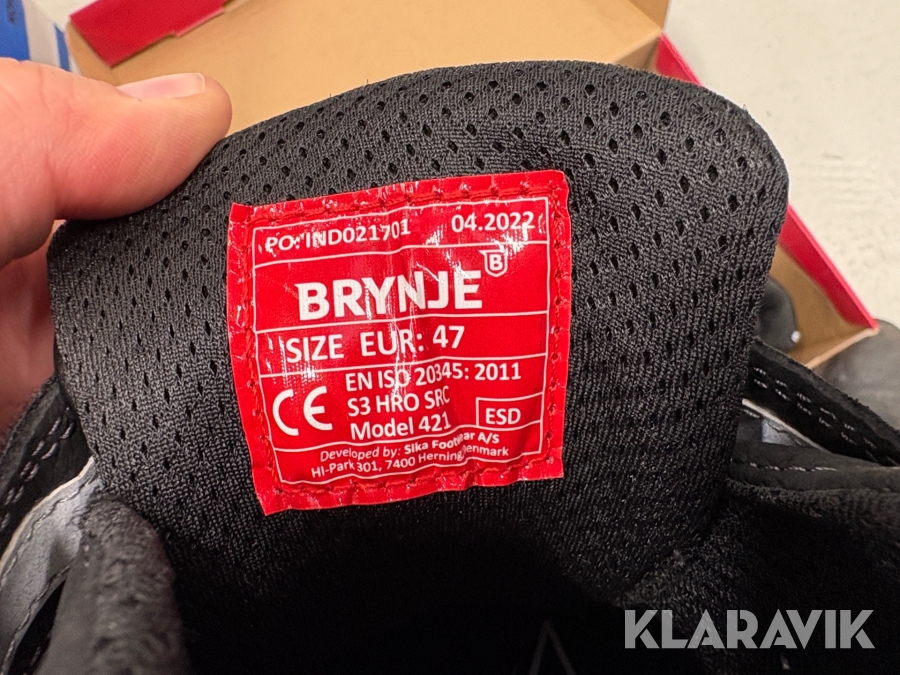 PO: IND021701 04.2022
B
BRYNJE
SIZE EUR: 47
EN ISO 20345: 2011
CE S3 HRO SRC
Model 421 ESD
Developed by: Sika Footwear A/S
HI-Park 301, 7400 Herning Denmark
KLARAVIK